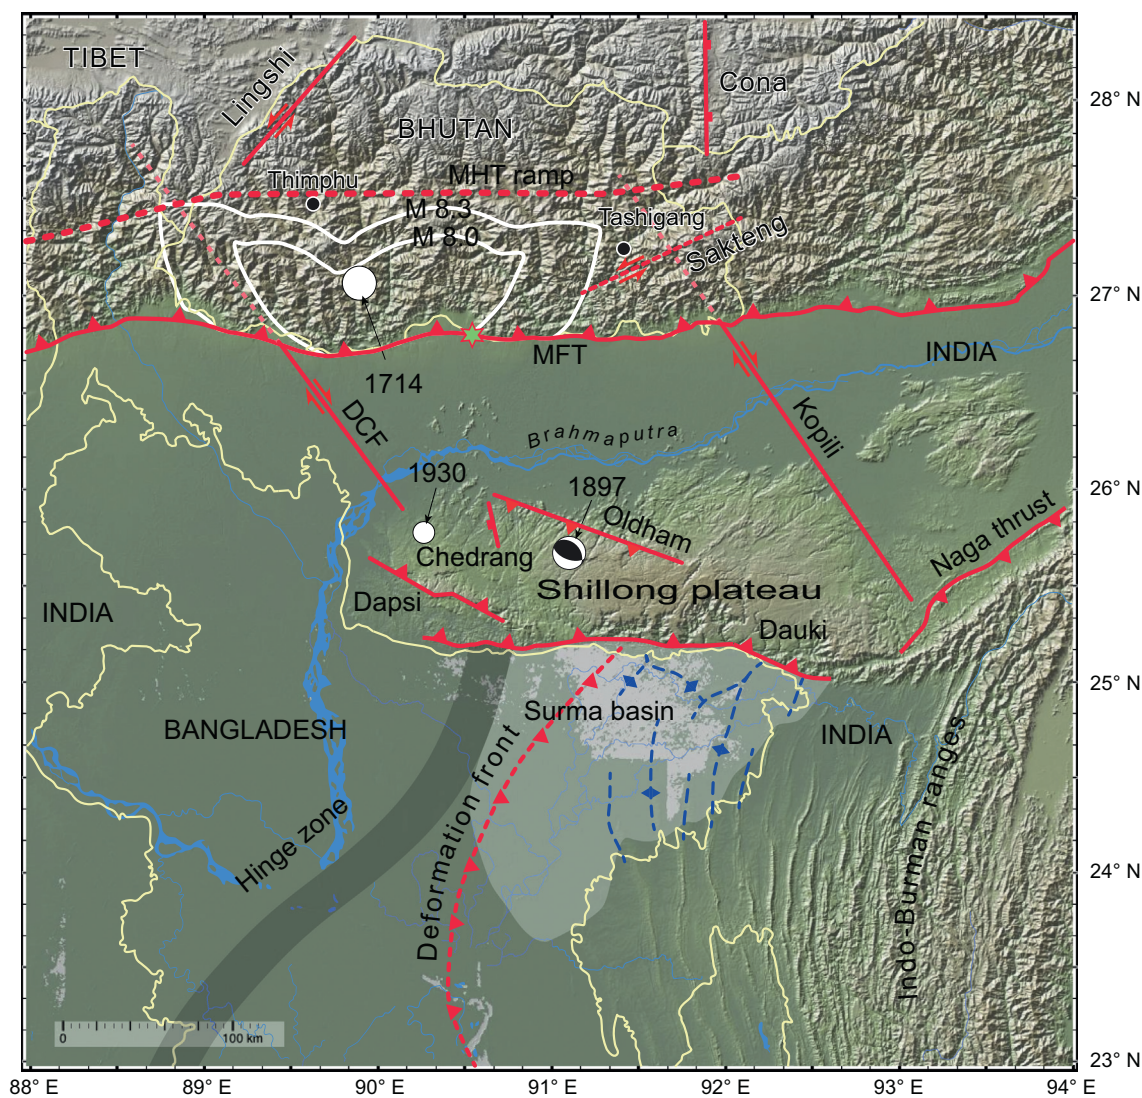 TIBET
Lingshi
Cona
28° N
BHUTAN
Thimphu
MHT ramp
M 8.3
Tashigang
M 8.0
Sakteng
27° N
MFT
INDIA
1714
DCF
Kopili
Brahmaputra
1930
1897
26° N
Oldham
Chedrang
Naga thrust
Shillong plateau
Dapsi
INDIA
Dauki
25° N
Surma basin
BANGLADESH
INDIA
Deformation front
Hinge zone
24° N
Indo-Burman ranges
0
100 km
23° N
88° E
89° E
90° E
91° E
92° E
93° E
94° E